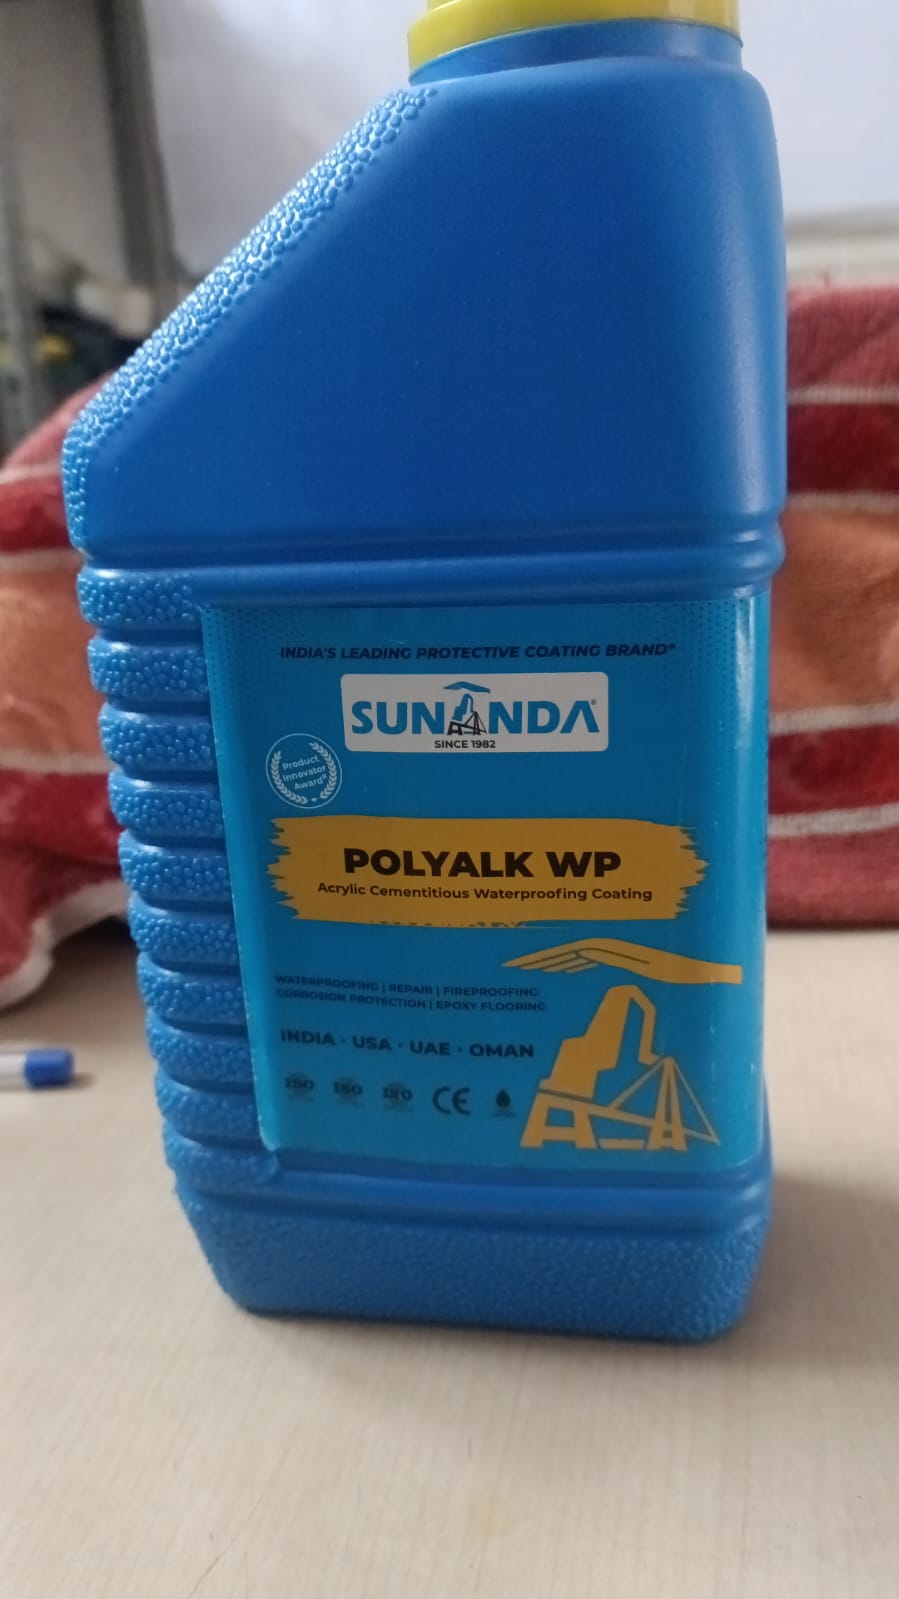 INDIA'S LEADING PROTECTIVE COATING BRAND®
SUNANDA®
SINCE 1982
Product
Innovator
Award®
POLYALK WP
Acrylic Cementitious Waterproofing Coating
WATERPROOFING | REPAIR | FIREPROOFING
CORROSION PROTECTION | EPOXY FLOORING
INDIA · USA · UAE · OMAN
ISO ISO ISO CE